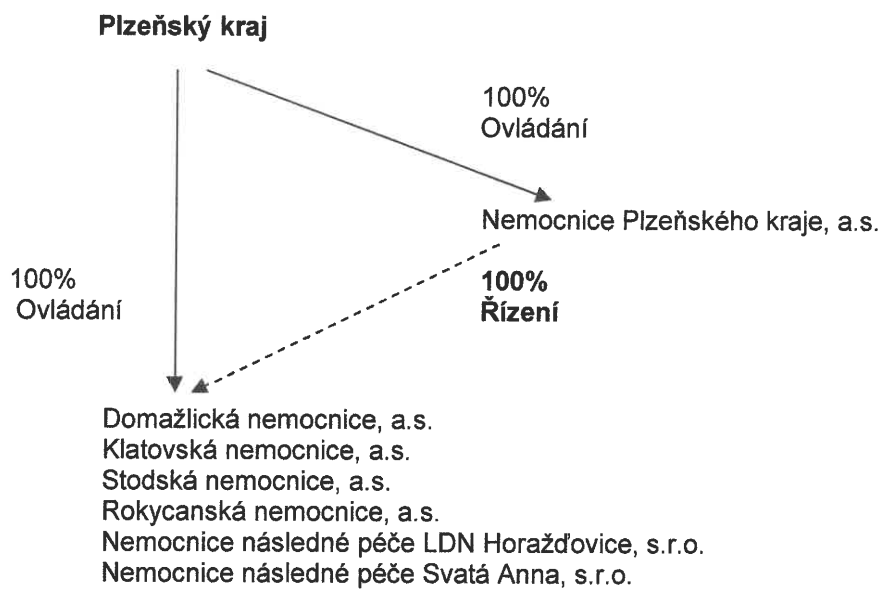 Plzeňský kraj
100%
Ovládání
Nemocnice Plzeňského kraje, a.s.
100%
Ovládání
100%
Řízení
Domažlická nemocnice, a.s.
Klatovská nemocnice, a.s.
Stodská nemocnice, a.s.
Rokycanská nemocnice, a.s.
Nemocnice následné péče LDN Horažďovice, s.r.o.
Nemocnice následné péče Svatá Anna, s.r.o.